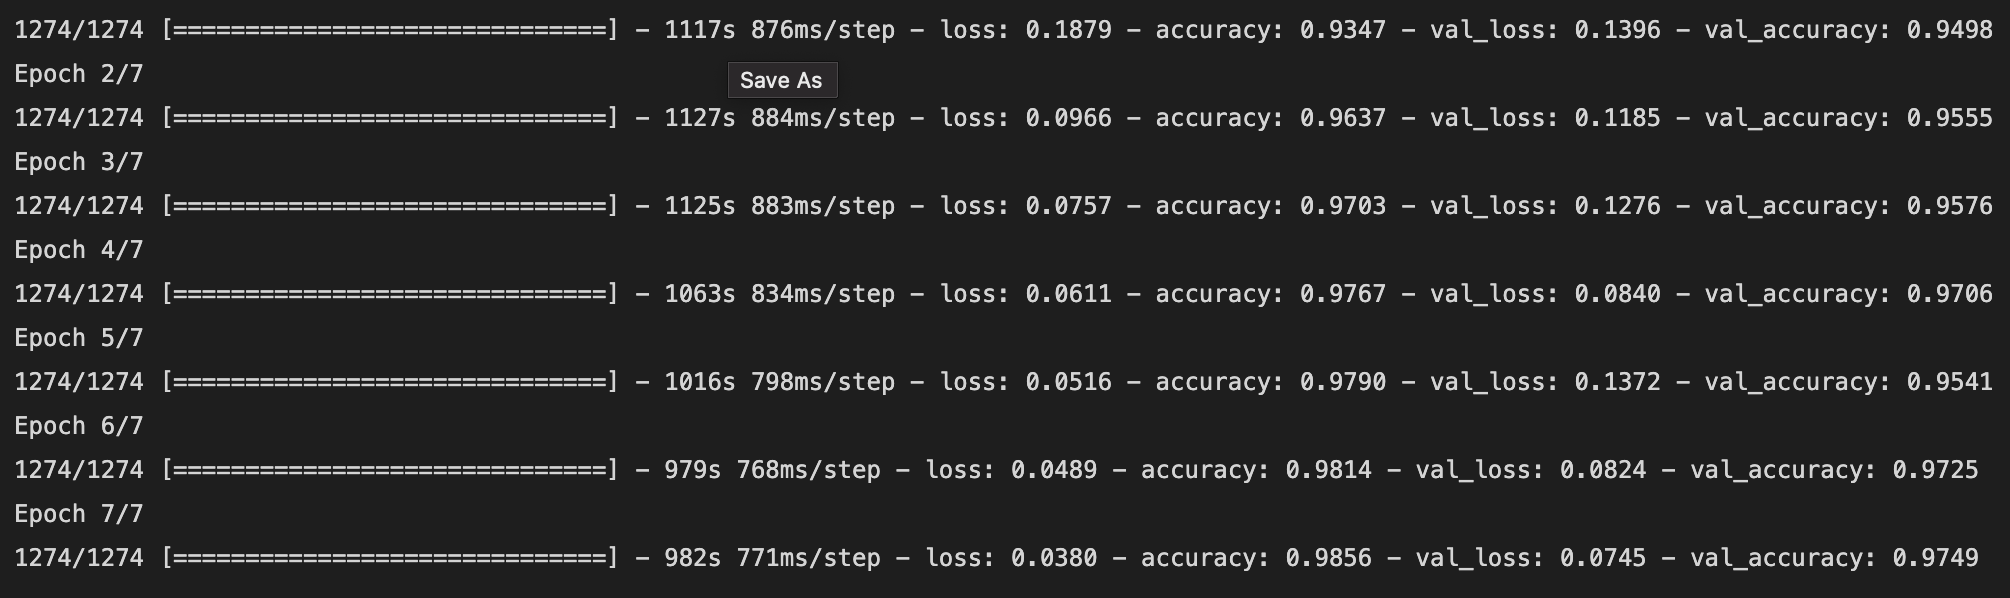 1274/1274 [==============================] - 1117s 876ms/step - loss: 0.1879 - accuracy: 0.9347 - val_loss: 0.1396 - val_accuracy: 0.9498
Epoch 2/7
Save As
1274/1274 [==============================] - 1127s 884ms/step - loss: 0.0966 - accuracy: 0.9637 - val_loss: 0.1185 - val_accuracy: 0.9555
Epoch 3/7
1274/1274 [==============================] - 1125s 883ms/step - loss: 0.0757 - accuracy: 0.9703 - val_loss: 0.1276 - val_accuracy: 0.9576
Epoch 4/7
1274/1274 [==============================] - 1063s 834ms/step - loss: 0.0611 - accuracy: 0.9767 - val_loss: 0.0840 - val_accuracy: 0.9706
Epoch 5/7
1274/1274 [==============================] - 1016s 798ms/step - loss: 0.0516 - accuracy: 0.9790 - val_loss: 0.1372 - val_accuracy: 0.9541
Epoch 6/7
1274/1274 [==============================] - 979s 768ms/step - loss: 0.0489 - accuracy: 0.9814 - val_loss: 0.0824 - val_accuracy: 0.9725
Epoch 7/7
1274/1274 [==============================] - 982s 771ms/step - loss: 0.0380 - accuracy: 0.9856 - val_loss: 0.0745 - val_accuracy: 0.9749